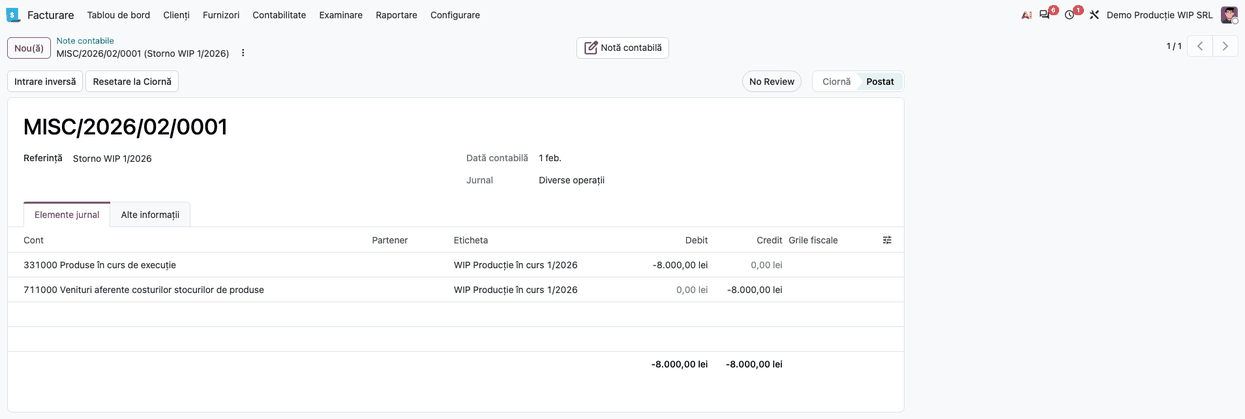 Facturare Tablou de bord Clienți Furnizori Contabilitate Examinare Raportare Configurare 6 1 Demo Producție WIP SRL
Nou(ă) Note contabile
MISC/2026/02/0001 (Storno WIP 1/2026)
Notă contabilă
1 / 1
Intrare inversă Resetare la Ciornă No Review Ciornă Postat
MISC/2026/02/0001
Referință Storno WIP 1/2026 Dată contabilă 1 feb.
Jurnal Diverse operații
Elemente jurnal Alte informații
Cont Partener Eticheta Debit Credit Grile fiscale
331000 Produse în curs de execuție WIP Producție în curs 1/2026 -8.000,00 lei 0,00 lei
711000 Venituri aferente costurilor stocurilor de produse WIP Producție în curs 1/2026 0,00 lei -8.000,00 lei
-8.000,00 lei -8.000,00 lei